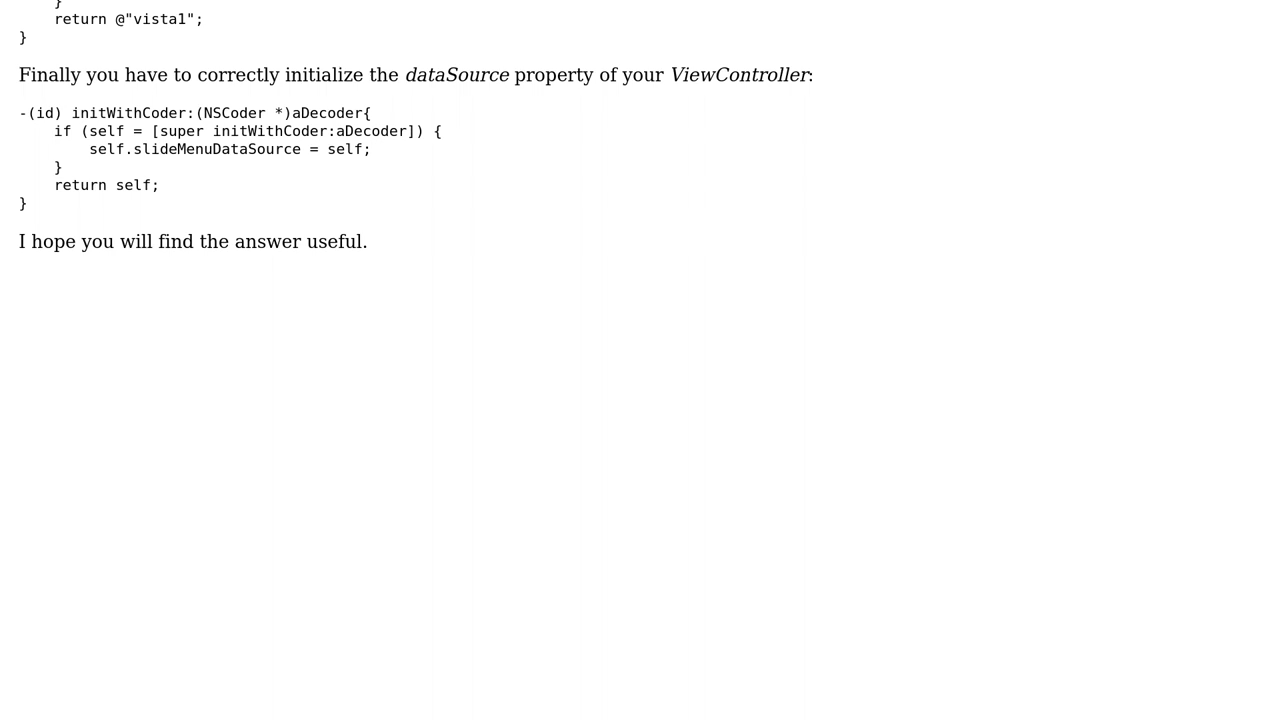 }
    return @"vista1";
}
Finally you have to correctly initialize the dataSource property of your ViewController:
-(id) initWithCoder:(NSCoder *)aDecoder{
    if (self = [super initWithCoder:aDecoder]) {
        self.slideMenuDataSource = self;
    }
    return self;
}
I hope you will find the answer useful.